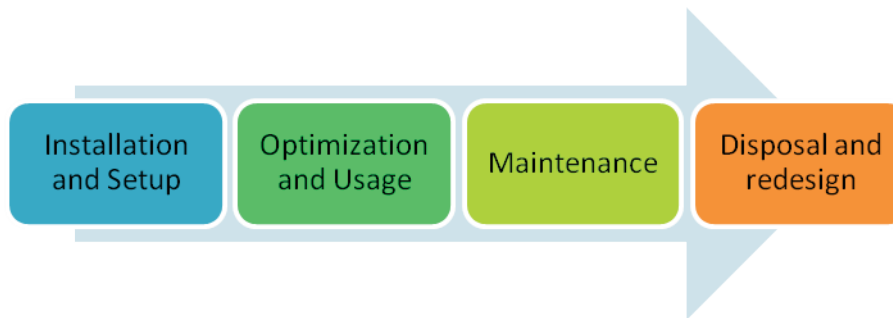 Installation
and Setup
Optimization
and Usage
Maintenance
Disposal and
redesign